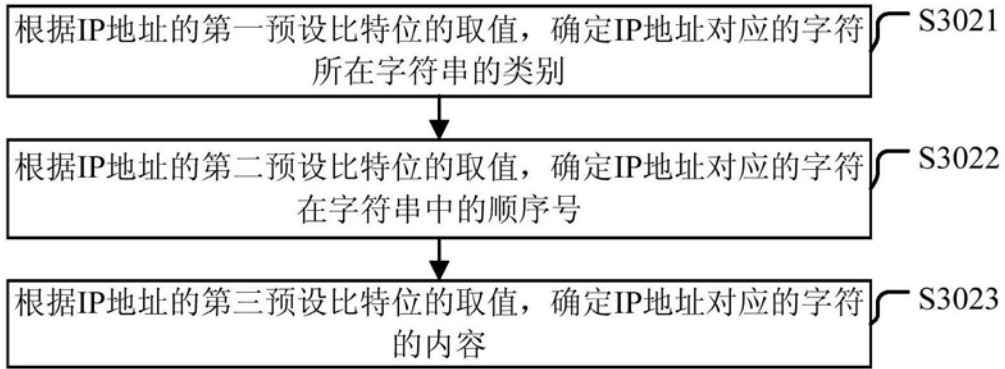 根据IP地址的第一预设比特位的取值，确定IP地址对应的字符
所在字符串的类别
S3021
根据IP地址的第二预设比特位的取值，确定IP地址对应的字符
在字符串中的顺序号
S3022
根据IP地址的第三预设比特位的取值，确定IP地址对应的字符
的内容
S3023